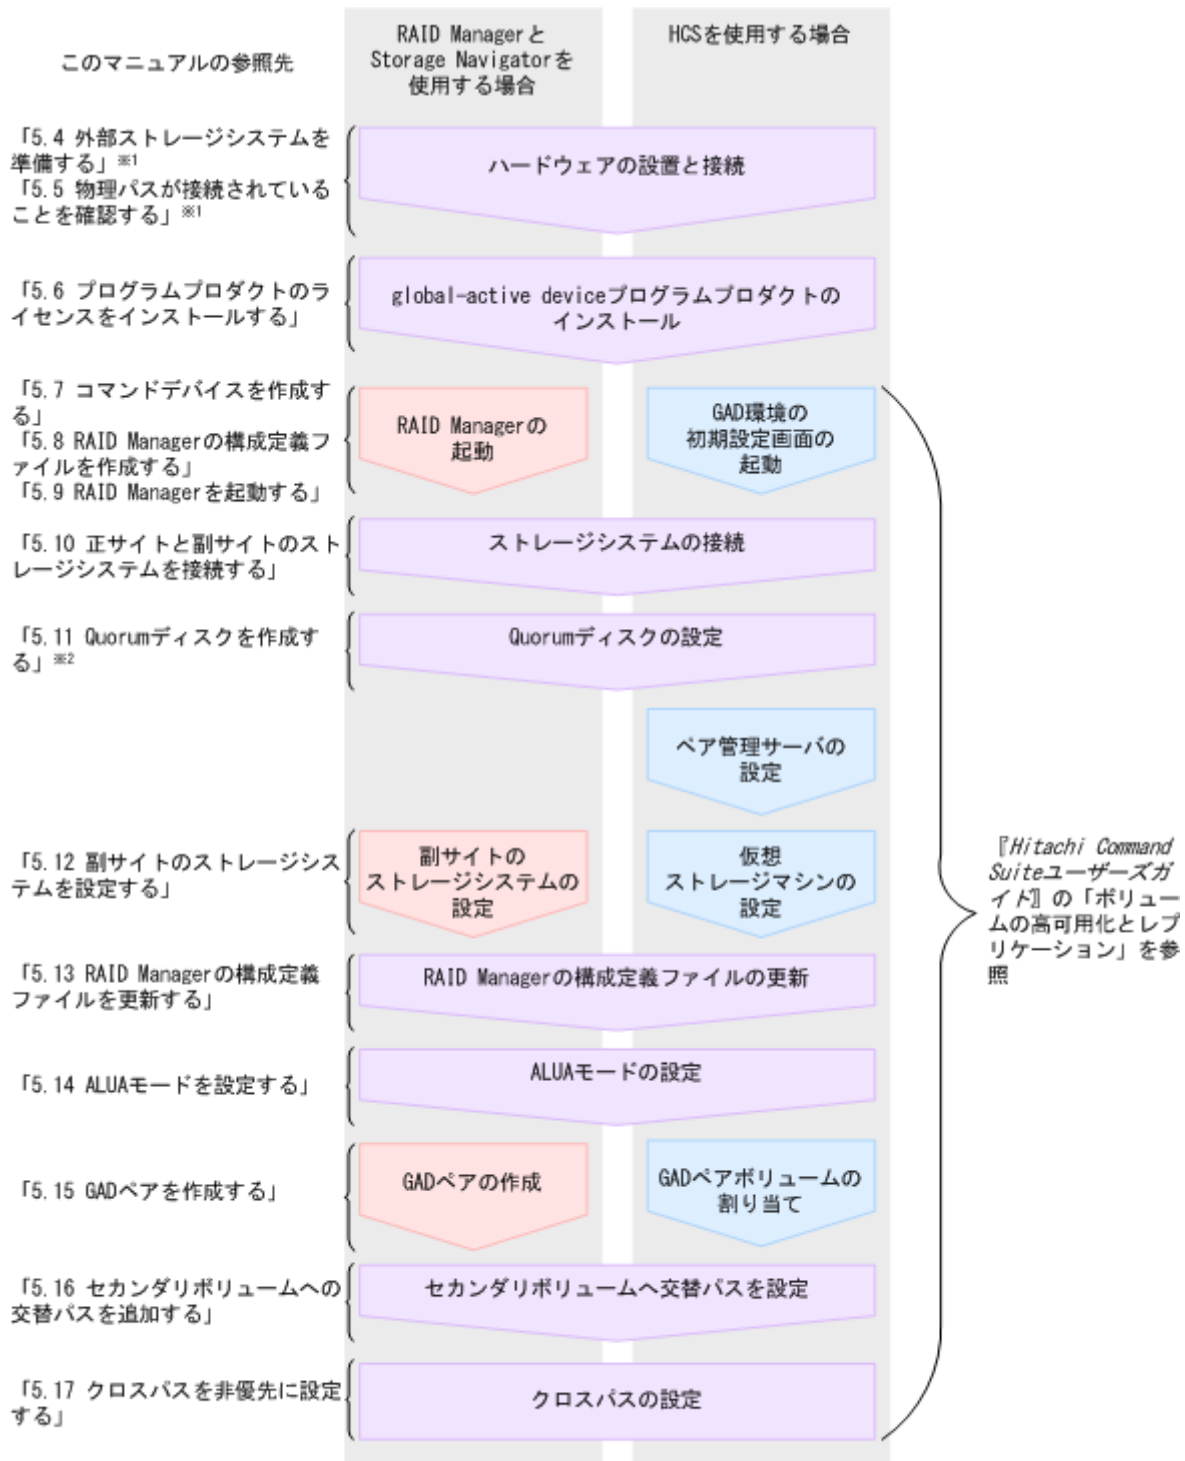 このマニュアルの参照先
RAID Managerと
Storage Navigatorを
使用する場合
HCSを使用する場合
「5.4 外部ストレージシステムを
準備する」※1
「5.5 物理パスが接続されている
ことを確認する」※1
ハードウェアの設置と接続
「5.6 プログラムプロダクトのラ
イセンスをインストールする」
global-active deviceプログラムプロダクトの
インストール
「5.7 コマンドデバイスを作成す
る」
「5.8 RAID Managerの構成定義フ
ァイルを作成する」
「5.9 RAID Managerを起動する」
RAID Managerの
起動
GAD環境の
初期設定画面の
起動
「5.10 正サイトと副サイトのスト
レージシステムを接続する」
ストレージシステムの接続
「5.11 Quorumディスクを作成す
る」※2
Quorumディスクの設定
ペア管理サーバの
設定
「5.12 副サイトのストレージシス
テムを設定する」
副サイトの
ストレージシステムの
設定
仮想
ストレージマシンの
設定
『Hitachi Command
Suiteユーザーズガ
イド』の「ボリュー
ムの高可用化とレプ
リケーション」を参
照
「5.13 RAID Managerの構成定義
ファイルを更新する」
RAID Managerの構成定義ファイルの更新
「5.14 ALUAモードを設定する」
ALUAモードの設定
「5.15 GADペアを作成する」
GADペアの作成
GADペアボリュームの
割り当て
「5.16 セカンダリボリュームへの
交替パスを追加する」
セカンダリボリュームへ交替パスを設定
「5.17 クロスパスを非優先に設定
する」
クロスパスの設定